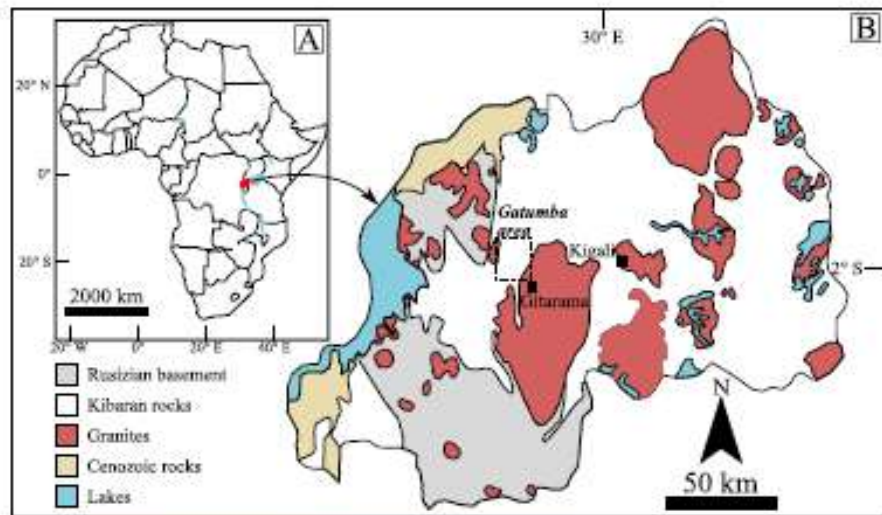 A
20° N
0°
20° S
2000 km
20° W
0°
20° E
40° E
Rusizian basement
Kibaran rocks
Granites
Cenozoic rocks
Lakes
30° E
B
Gatumba
area
Kigali
2° S
Gitarama
N
50 km